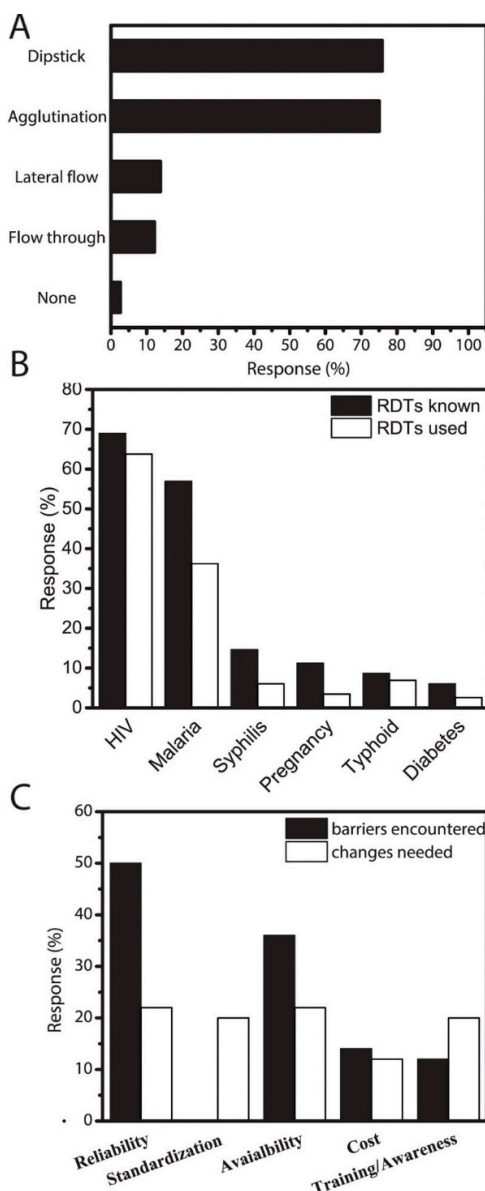 A
Dipstick
Agglutination
Lateral flow
Flow through
None
0 10 20 30 40 50 60 70 80 90 100
Response (%)
B
80
70
60
50
40
30
20
10
0
Response (%)
RDTs known
RDTs used
HIV
Malaria
Syphilis
Pregnancy
Typhoid
Diabetes
C
60
50
40
30
20
10
0
Response (%)
barriers encountered
changes needed
Reliability
Standardization
Avaialbility
Cost
Training/Awareness